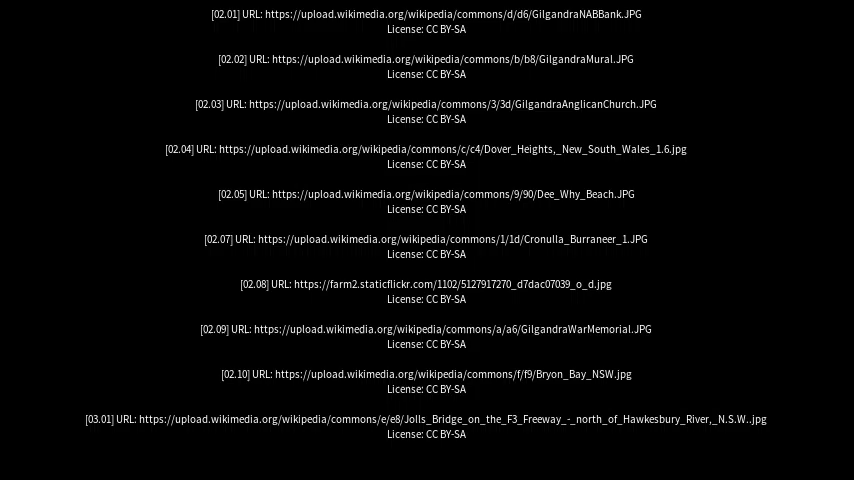 [02.01] URL: https://upload.wikimedia.org/wikipedia/commons/d/d6/GilgandraNABBank.JPG
License: CC BY-SA
[02.02] URL: https://upload.wikimedia.org/wikipedia/commons/b/b8/GilgandraMural.JPG
License: CC BY-SA
[02.03] URL: https://upload.wikimedia.org/wikipedia/commons/3/3d/GilgandraAnglicanChurch.JPG
License: CC BY-SA
[02.04] URL: https://upload.wikimedia.org/wikipedia/commons/c/c4/Dover_Heights,_New_South_Wales_1.6.jpg
License: CC BY-SA
[02.05] URL: https://upload.wikimedia.org/wikipedia/commons/9/90/Dee_Why_Beach.JPG
License: CC BY-SA
[02.07] URL: https://upload.wikimedia.org/wikipedia/commons/1/1d/Cronulla_Burraneer_1.JPG
License: CC BY-SA
[02.08] URL: https://farm2.staticflickr.com/1102/5127917270_d7dac07039_o_d.jpg
License: CC BY-SA
[02.09] URL: https://upload.wikimedia.org/wikipedia/commons/a/a6/GilgandraWarMemorial.JPG
License: CC BY-SA
[02.10] URL: https://upload.wikimedia.org/wikipedia/commons/f/f9/Bryon_Bay_NSW.jpg
License: CC BY-SA
[03.01] URL: https://upload.wikimedia.org/wikipedia/commons/e/e8/Jolls_Bridge_on_the_F3_Freeway_-_north_of_Hawkesbury_River,_N.S.W..jpg
License: CC BY-SA